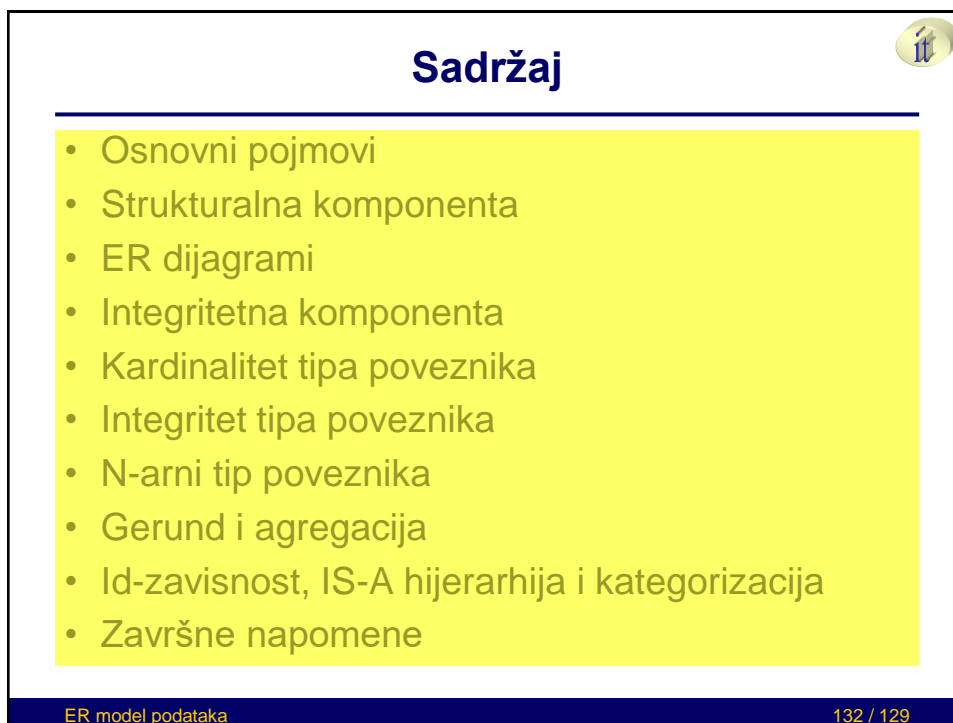 Sadržaj
it
• Osnovni pojmovi
• Strukturalna komponenta
• ER dijagrami
• Integritetna komponenta
• Kardinalitet tipa poveznika
• Integritet tipa poveznika
• N-arni tip poveznika
• Gerund i agregacija
• Id-zavisnost, IS-A hijerarhija i kategorizacija
• Završne napomene
ER model podataka 132 / 129